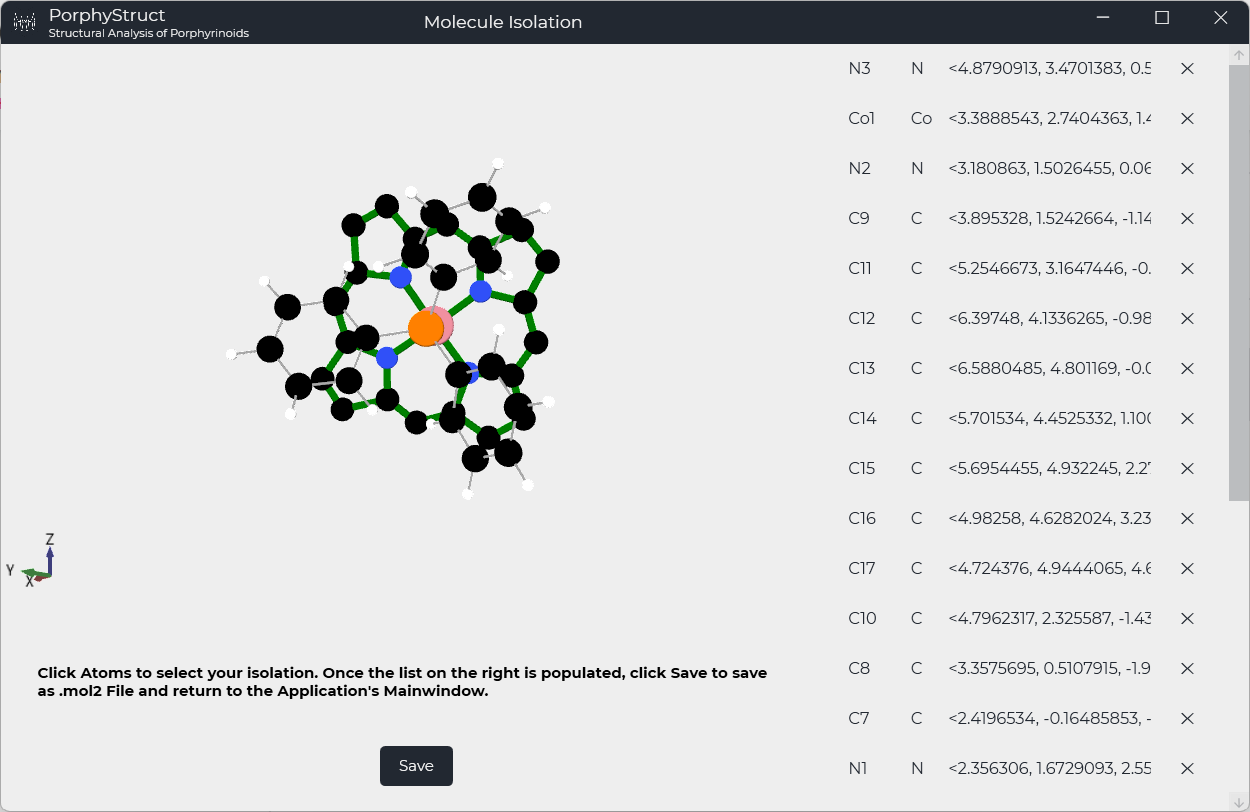 PorphyStruct
Structural Analysis of Porphyrinoids
Molecule Isolation
N3 N <4.8790913, 3.4701383, 0.5
Co1 Co <3.3888543, 2.7404363, 1.4
N2 N <3.180863, 1.5026455, 0.06
C9 C <3.895328, 1.5242664, -1.14
C11 C <5.2546673, 3.1647446, -0.
C12 C <6.39748, 4.1336265, -0.98
C13 C <6.5880485, 4.801169, -0.0
C14 C <5.701534, 4.4525332, 1.100
C15 C <5.6954455, 4.932245, 2.27
C16 C <4.98258, 4.6282024, 3.23
C17 C <4.724376, 4.9444065, 4.6
C10 C <4.7962317, 2.325587, -1.43
C8 C <3.3575695, 0.5107915, -1.9
C7 C <2.4196534, -0.16485853, -
N1 N <2.356306, 1.6729093, 2.55
Z
Y
X
Click Atoms to select your isolation. Once the list on the right is populated, click Save to save
as .mol2 File and return to the Application's Mainwindow.
Save